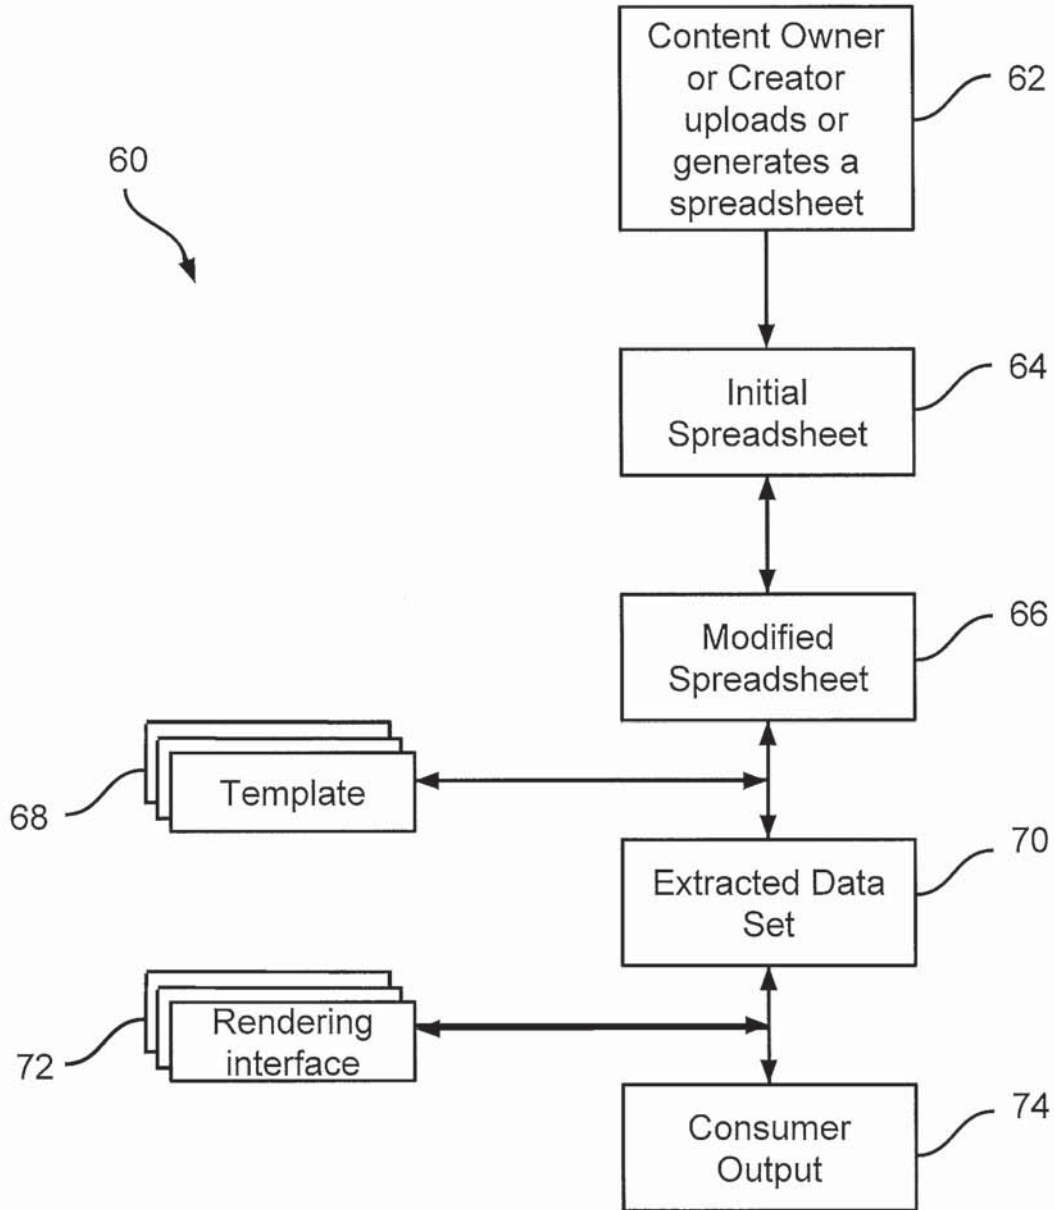 Content Owner
or Creator
uploads or
generates a
spreadsheet
62
60
Initial
Spreadsheet
64
Modified
Spreadsheet
66
Template
68
Extracted Data
Set
70
Rendering
interface
72
Consumer
Output
74